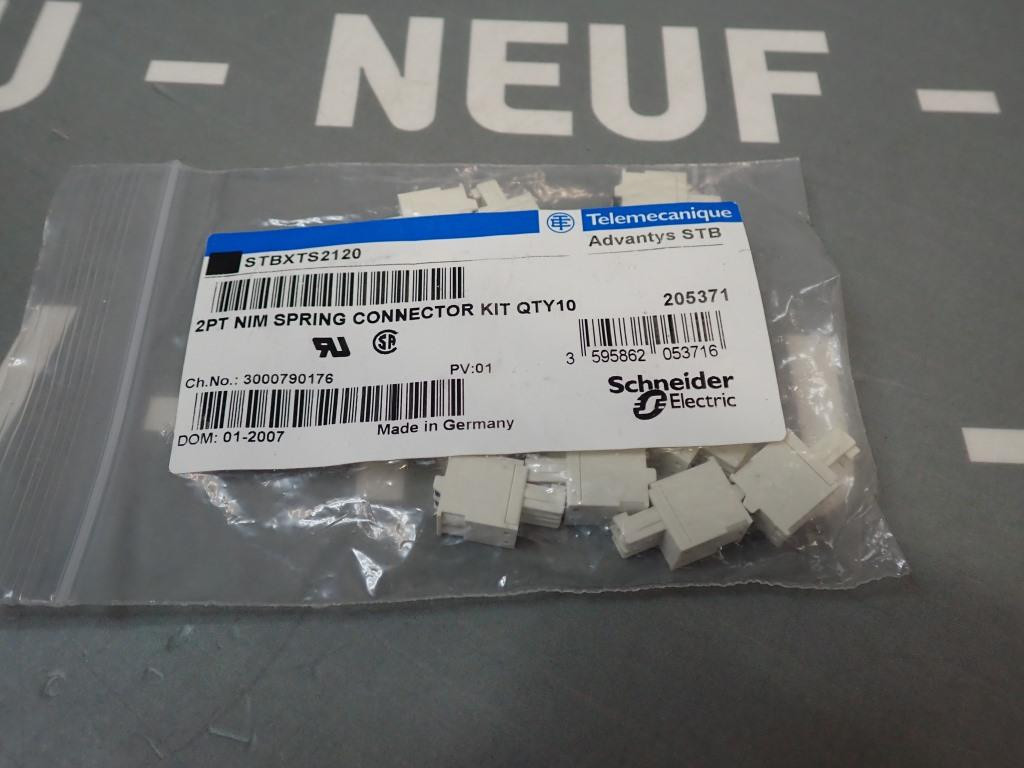 U - NEUF -
Telemecanique
Advantys STB
STBXTS2120
2PT NIM SPRING CONNECTOR KIT QTY10
205371
3 595862 053716
Ch.No.: 3000790176
PV:01
Schneider
Electric
DOM: 01-2007
Made in Germany